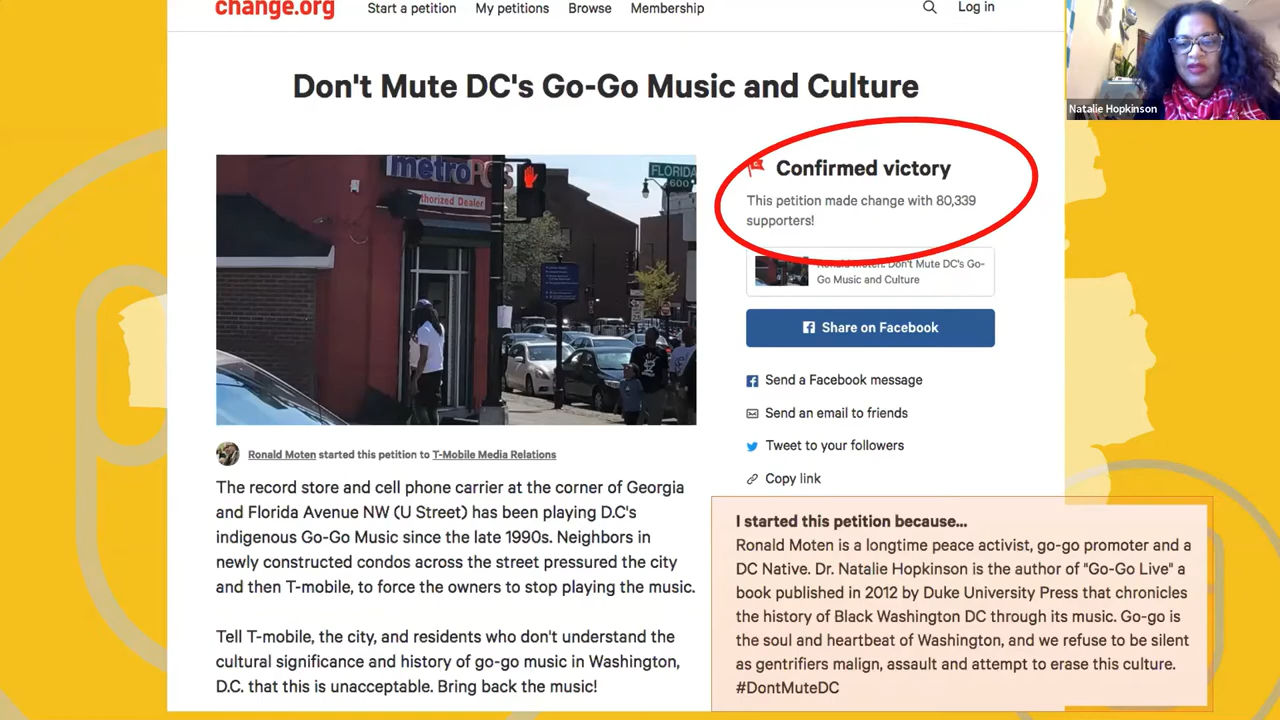 change.org
Start a petition
My petitions
Browse
Membership
Log in
Natalie Hopkinson
Don't Mute DC's Go-Go Music and Culture
metroPCS
Authorized Dealer
FLORIDA
600
Confirmed victory
This petition made change with 80,339
supporters!
Ronald Moten: Don't Mute DC's Go-
Go Music and Culture
Share on Facebook
Send a Facebook message
Send an email to friends
Tweet to your followers
Copy link
Ronald Moten started this petition to T-Mobile Media Relations
The record store and cell phone carrier at the corner of Georgia
and Florida Avenue NW (U Street) has been playing D.C's
indigenous Go-Go Music since the late 1990s. Neighbors in
newly constructed condos across the street pressured the city
and then T-mobile, to force the owners to stop playing the music.
Tell T-mobile, the city, and residents who don't understand the
cultural significance and history of go-go music in Washington,
D.C. that this is unacceptable. Bring back the music!
I started this petition because...
Ronald Moten is a longtime peace activist, go-go promoter and a
DC Native. Dr. Natalie Hopkinson is the author of "Go-Go Live" a
book published in 2012 by Duke University Press that chronicles
the history of Black Washington DC through its music. Go-go is
the soul and heartbeat of Washington, and we refuse to be silent
as gentrifiers malign, assault and attempt to erase this culture.
#DontMuteDC